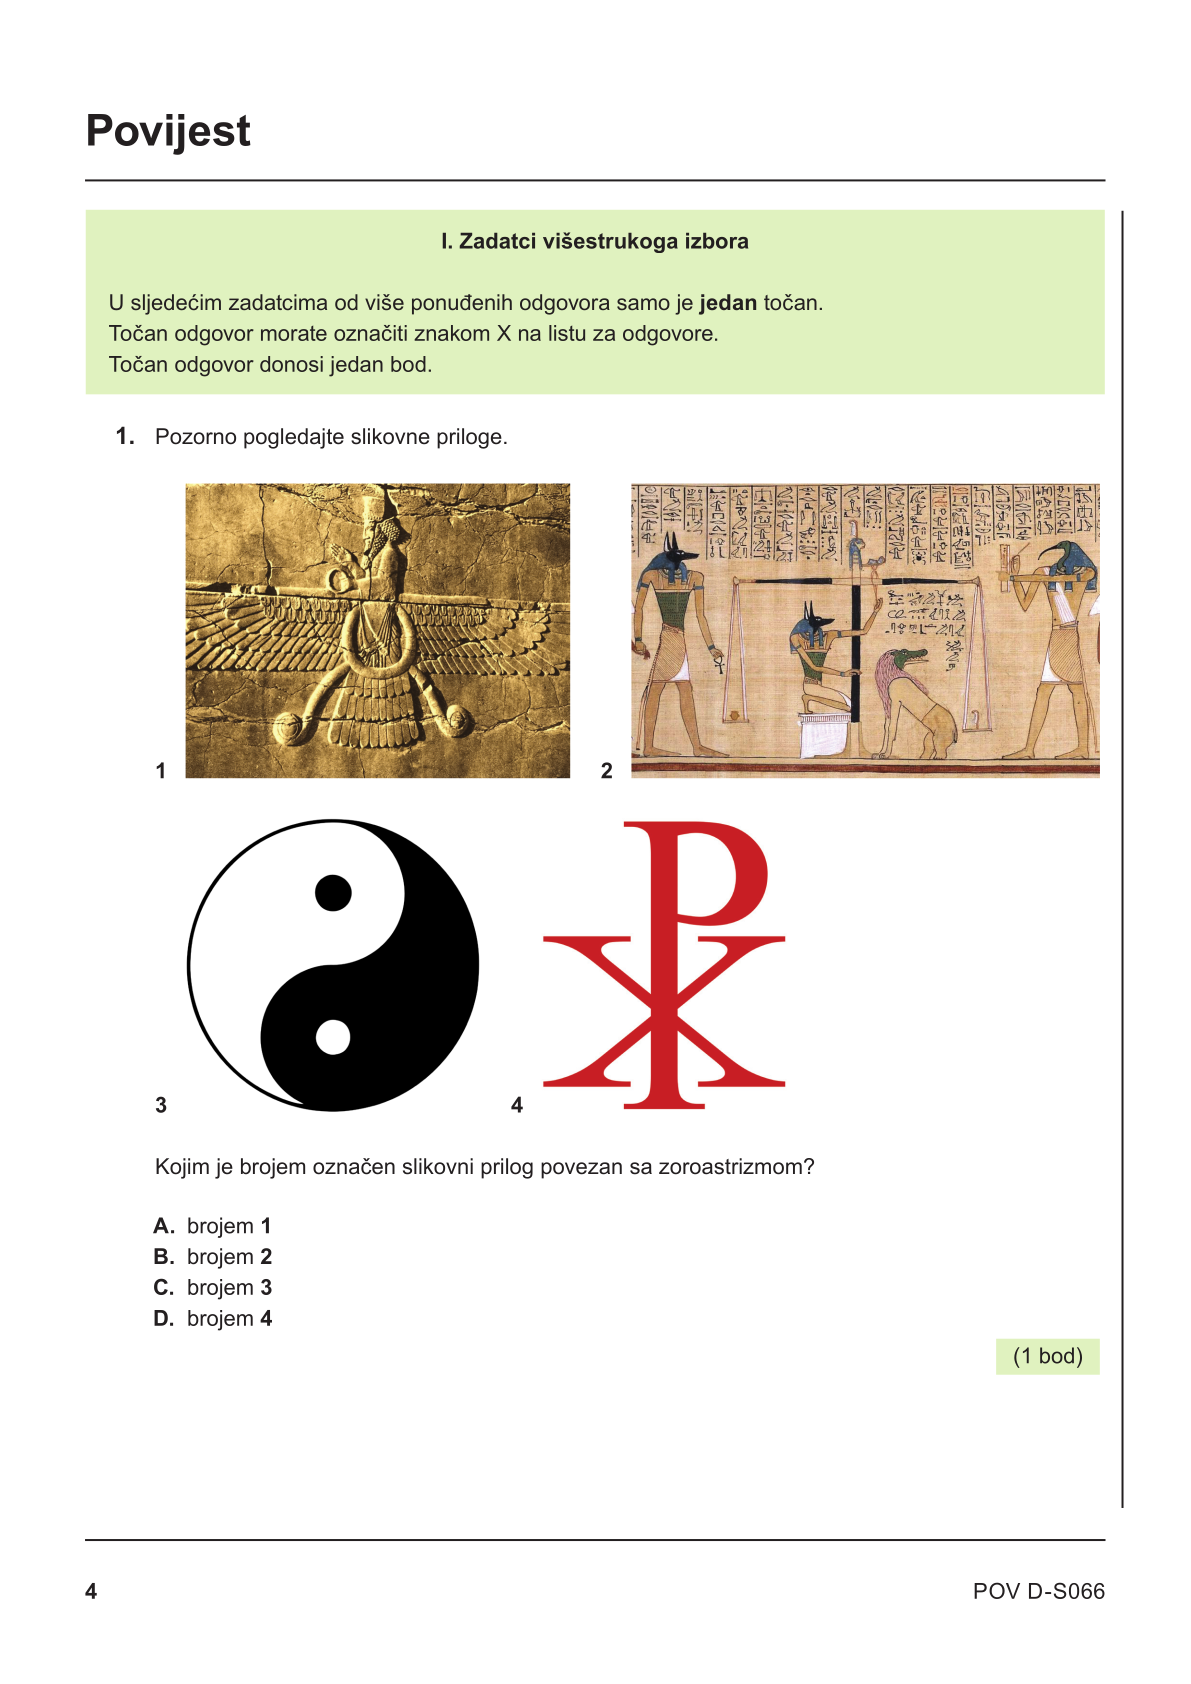 Povijest
I. Zadatci višestrukoga izbora
U sljedećim zadatcima od više ponuđenih odgovora samo je jedan točan.
Točan odgovor morate označiti znakom X na listu za odgovore.
Točan odgovor donosi jedan bod.
1. Pozorno pogledajte slikovne priloge.
1
2
3
4
Kojim je brojem označen slikovni prilog povezan sa zoroastrizmom?
A. brojem 1
B. brojem 2
C. brojem 3
D. brojem 4
(1 bod)
4
POV D-S066